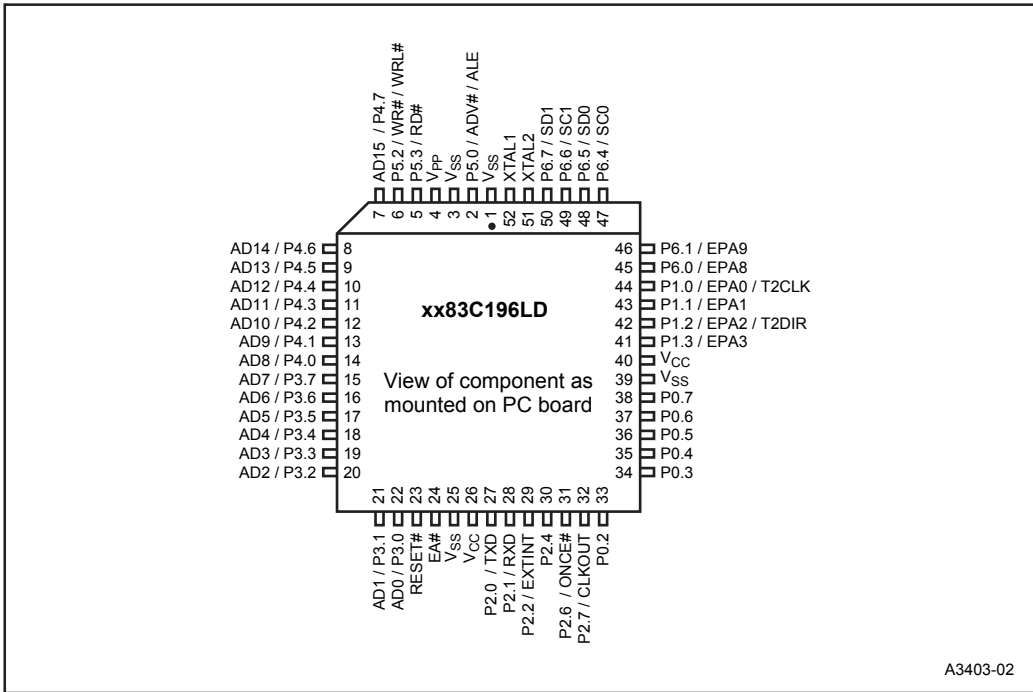 AD15 / P4.7
P5.2 / WR# / WRL#
P5.3 / RD#
VPP
VSS
P5.0 / ADV# / ALE
VSS
XTAL1
XTAL2
P6.7 / SD1
P6.6 / SC1
P6.5 / SD0
P6.4 / SC0
7
6
5
4
3
2
1
52
51
50
49
48
47
AD14 / P4.6 8
AD13 / P4.5 9
AD12 / P4.4 10
AD11 / P4.3 11
AD10 / P4.2 12
AD9 / P4.1 13
AD8 / P4.0 14
AD7 / P3.7 15
AD6 / P3.6 16
AD5 / P3.5 17
AD4 / P3.4 18
AD3 / P3.3 19
AD2 / P3.2 20
xx83C196LD
View of component as
mounted on PC board
46 P6.1 / EPA9
45 P6.0 / EPA8
44 P1.0 / EPA0 / T2CLK
43 P1.1 / EPA1
42 P1.2 / EPA2 / T2DIR
41 P1.3 / EPA3
40 VCC
39 VSS
38 P0.7
37 P0.6
36 P0.5
35 P0.4
34 P0.3
21
22
23
24
25
26
27
28
29
30
31
32
33
AD1 / P3.1
AD0 / P3.0
RESET#
EA#
VSS
VCC
P2.0 / TXD
P2.1 / RXD
P2.2 / EXTINT
P2.4
P2.6 / ONCE#
P2.7 / CLKOUT
P0.2
A3403-02